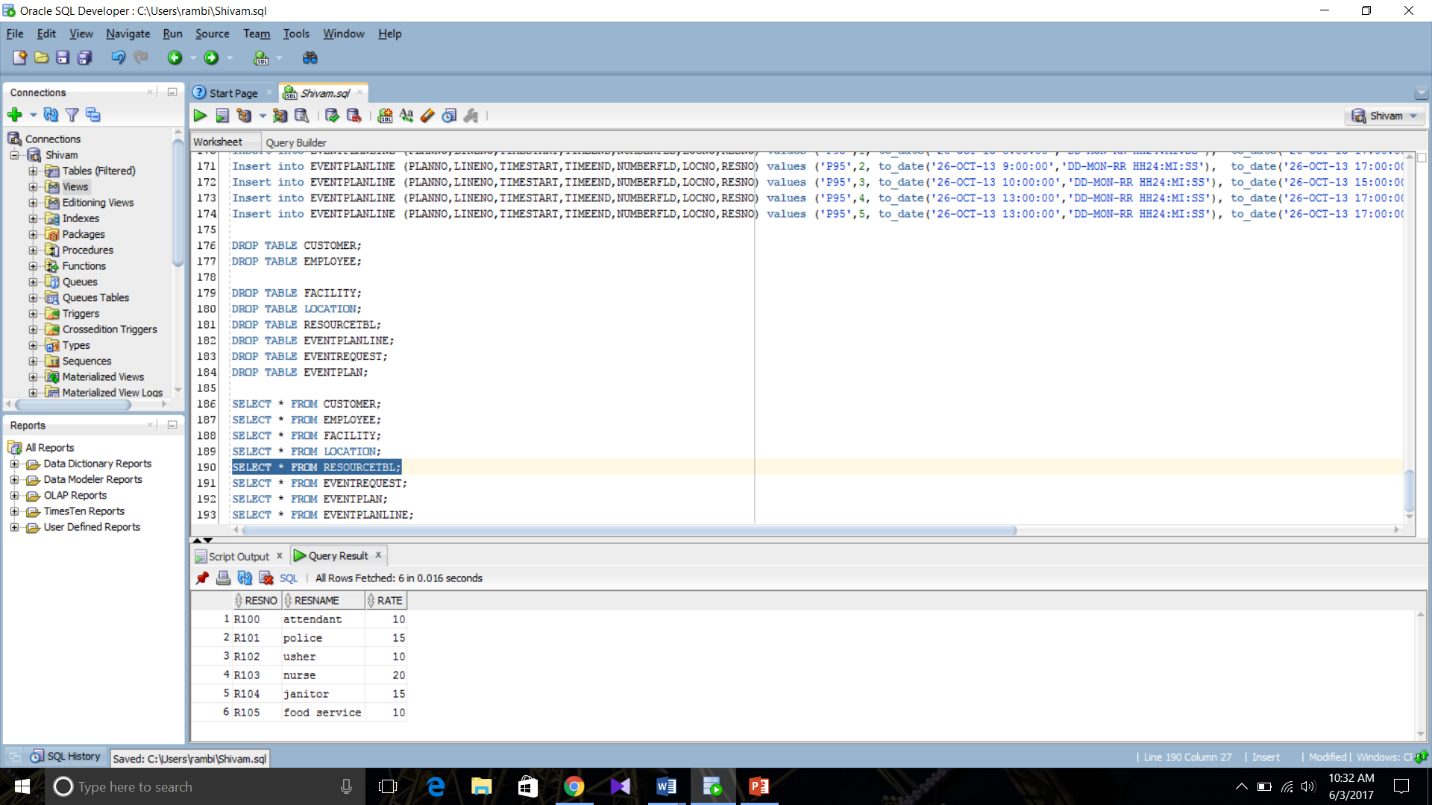 Oracle SQL Developer : C:\Users\rambi\Shivam.sql
File Edit View Navigate Run Source Team Tools Window Help
Connections
Connections
Shivam
Tables (Filtered)
Views
Editioning Views
Indexes
Packages
Procedures
Functions
Queues
Queues Tables
Triggers
Crossedition Triggers
Types
Sequences
Materialized Views
Materialized View Logs
Reports
All Reports
Data Dictionary Reports
Data Modeler Reports
OLAP Reports
TimesTen Reports
User Defined Reports
Start Page Shivam.sql
Shivam
Worksheet Query Builder
171 Insert into EVENTPLANLINE (PLANNO,LINENO,TIMESTART,TIMEEND,NUMBERFLD,LOCNO,RESNO) values ('P95',2, to_date('26-OCT-13 9:00:00','DD-MON-RR HH24:MI:SS'), to_date('26-OCT-13 17:00:00
172 Insert into EVENTPLANLINE (PLANNO,LINENO,TIMESTART,TIMEEND,NUMBERFLD,LOCNO,RESNO) values ('P95',3, to_date('26-OCT-13 10:00:00','DD-MON-RR HH24:MI:SS'), to_date('26-OCT-13 15:00:00
173 Insert into EVENTPLANLINE (PLANNO,LINENO,TIMESTART,TIMEEND,NUMBERFLD,LOCNO,RESNO) values ('P95',4, to_date('26-OCT-13 13:00:00','DD-MON-RR HH24:MI:SS'), to_date('26-OCT-13 17:00:00
174 Insert into EVENTPLANLINE (PLANNO,LINENO,TIMESTART,TIMEEND,NUMBERFLD,LOCNO,RESNO) values ('P95',5, to_date('26-OCT-13 13:00:00','DD-MON-RR HH24:MI:SS'), to_date('26-OCT-13 17:00:00
175
176 DROP TABLE CUSTOMER;
177 DROP TABLE EMPLOYEE;
178
179 DROP TABLE FACILITY;
180 DROP TABLE LOCATION;
181 DROP TABLE RESOURCETBL;
182 DROP TABLE EVENTPLANLINE;
183 DROP TABLE EVENTREQUEST;
184 DROP TABLE EVENTPLAN;
185
186 SELECT * FROM CUSTOMER;
187 SELECT * FROM EMPLOYEE;
188 SELECT * FROM FACILITY;
189 SELECT * FROM LOCATION;
190 SELECT * FROM RESOURCETBL;
191 SELECT * FROM EVENTREQUEST;
192 SELECT * FROM EVENTPLAN;
193 SELECT * FROM EVENTPLANLINE;
Script Output Query Result
SQL All Rows Fetched: 6 in 0.016 seconds
RESNO RESNAME RATE
1 R100 attendant 10
2 R101 police 15
3 R102 usher 10
4 R103 nurse 20
5 R104 janitor 15
6 R105 food service 10
SQL History Saved: C:\Users\rambi\Shivam.sql
Line 190 Column 27 Insert Modified Windows: C
Type here to search
10:32 AM
6/3/2017